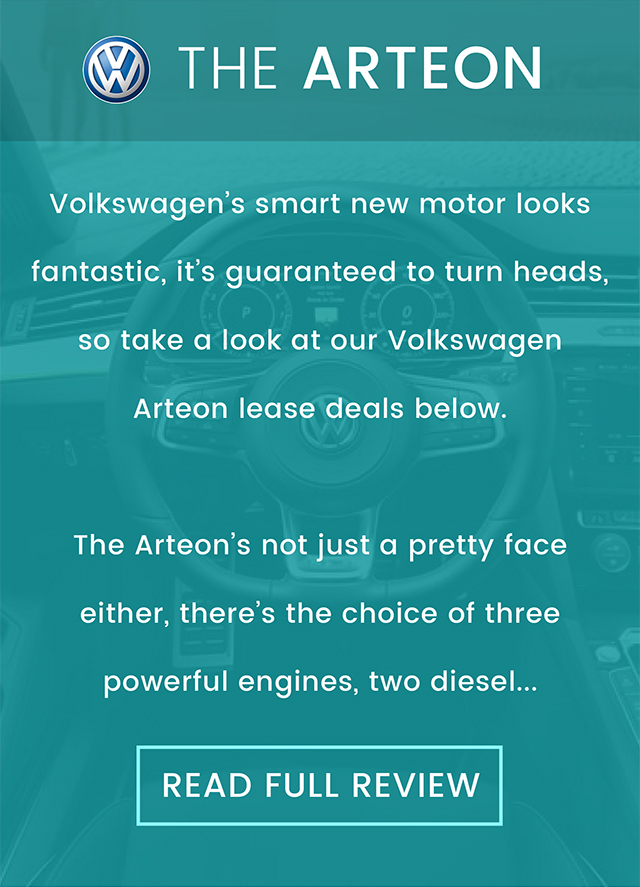 THE ARTEON
Volkswagen’s smart new motor looks
fantastic, it’s guaranteed to turn heads,
so take a look at our Volkswagen
Arteon lease deals below.
The Arteon’s not just a pretty face
either, there’s the choice of three
powerful engines, two diesel...
READ FULL REVIEW